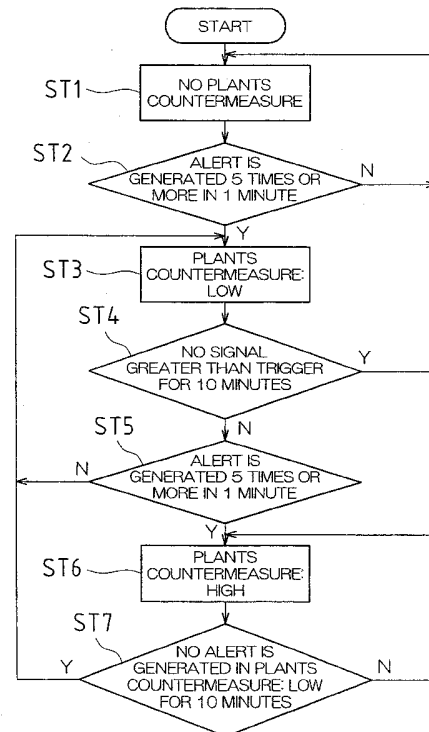 START
ST1
NO PLANTS
COUNTERMEASURE
ST2
ALERT IS
GENERATED 5 TIMES OR
MORE IN 1 MINUTE
N
Y
ST3
PLANTS
COUNTERMEASURE:
LOW
ST4
NO SIGNAL
GREATER THAN TRIGGER
FOR 10 MINUTES
Y
N
ST5
ALERT IS
GENERATED 5 TIMES OR
MORE IN 1 MINUTE
N
Y
ST6
PLANTS
COUNTERMEASURE:
HIGH
ST7
NO ALERT IS
GENERATED IN PLANTS
COUNTERMEASURE: LOW
FOR 10 MINUTES
Y
N